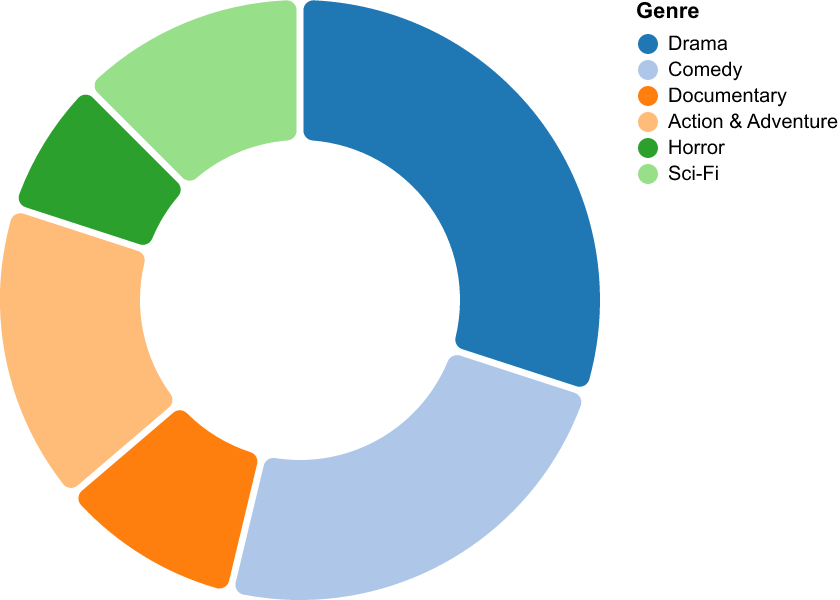 Genre
Drama
Comedy
Documentary
Action & Adventure
Horror
Sci-Fi